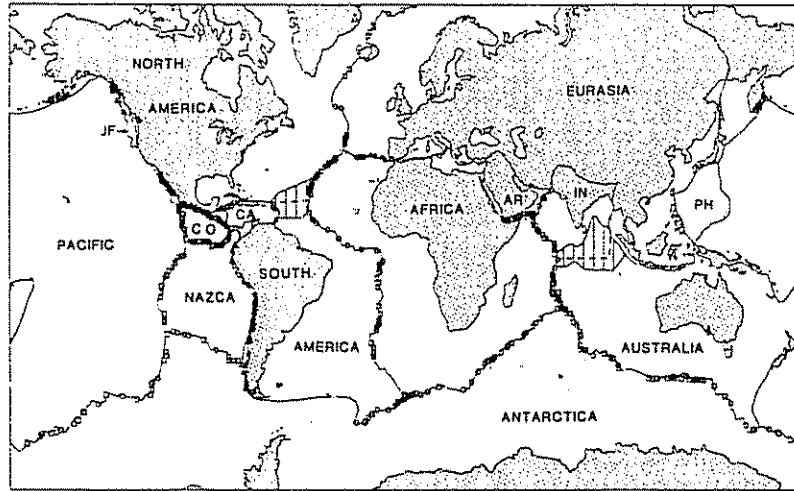 NORTH
AMERICA
EURASIA
JF
CA
CO
AFRICA
AR
IN
PH
PACIFIC
NAZCA
SOUTH
AMERICA
AUSTRALIA
ANTARCTICA